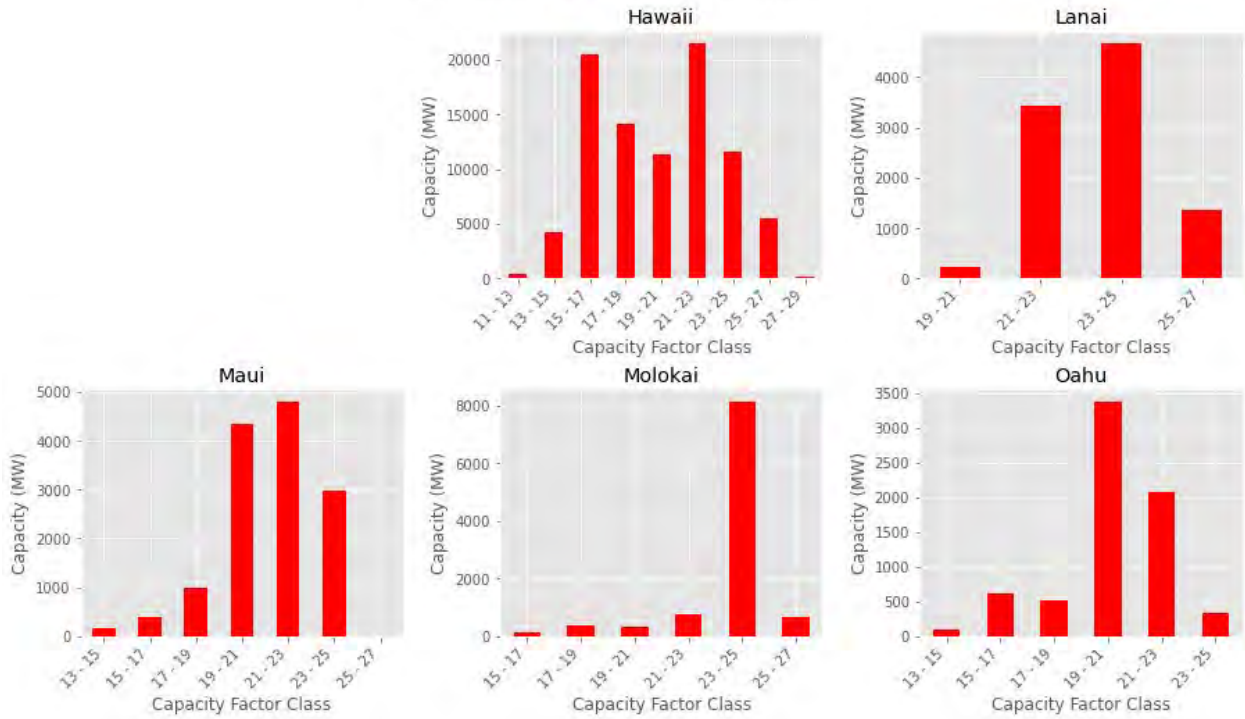 Hawaii
Capacity (MW)
20000
15000
10000
5000
0
11 - 13
13 - 15
15 - 17
17 - 19
19 - 21
21 - 23
23 - 25
25 - 27
27 - 29
Capacity Factor Class
Lanai
Capacity (MW)
4000
3000
2000
1000
0
19 - 21
21 - 23
23 - 25
25 - 27
Capacity Factor Class
Maui
Capacity (MW)
5000
4000
3000
2000
1000
0
13 - 15
15 - 17
17 - 19
19 - 21
21 - 23
23 - 25
25 - 27
Capacity Factor Class
Molokai
Capacity (MW)
8000
6000
4000
2000
0
15 - 17
17 - 19
19 - 21
21 - 23
23 - 25
25 - 27
Capacity Factor Class
Oahu
Capacity (MW)
3500
3000
2500
2000
1500
1000
500
0
13 - 15
15 - 17
17 - 19
19 - 21
21 - 23
23 - 25
Capacity Factor Class